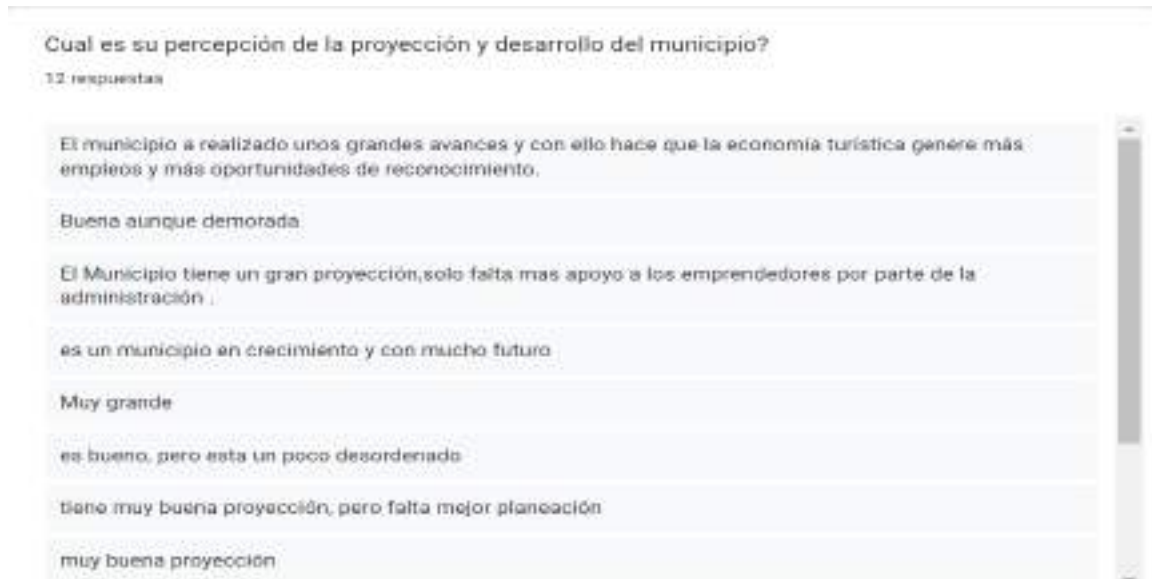 Cual es su percepción de la proyección y desarrollo del municipio?
12 respuestas
El municipio a realizado unos grandes avances y con ello hace que la economía turística genere más
empleos y más oportunidades de reconocimiento.
Buena aunque demorada
El Municipio tiene un gran proyección,solo falta mas apoyo a los emprendedores por parte de la
administración .
es un municipio en crecimiento y con mucho futuro
Muy grande
es bueno, pero esta un poco desordenado
tiene muy buena proyección, pero falta mejor planeación
muy buena proyección